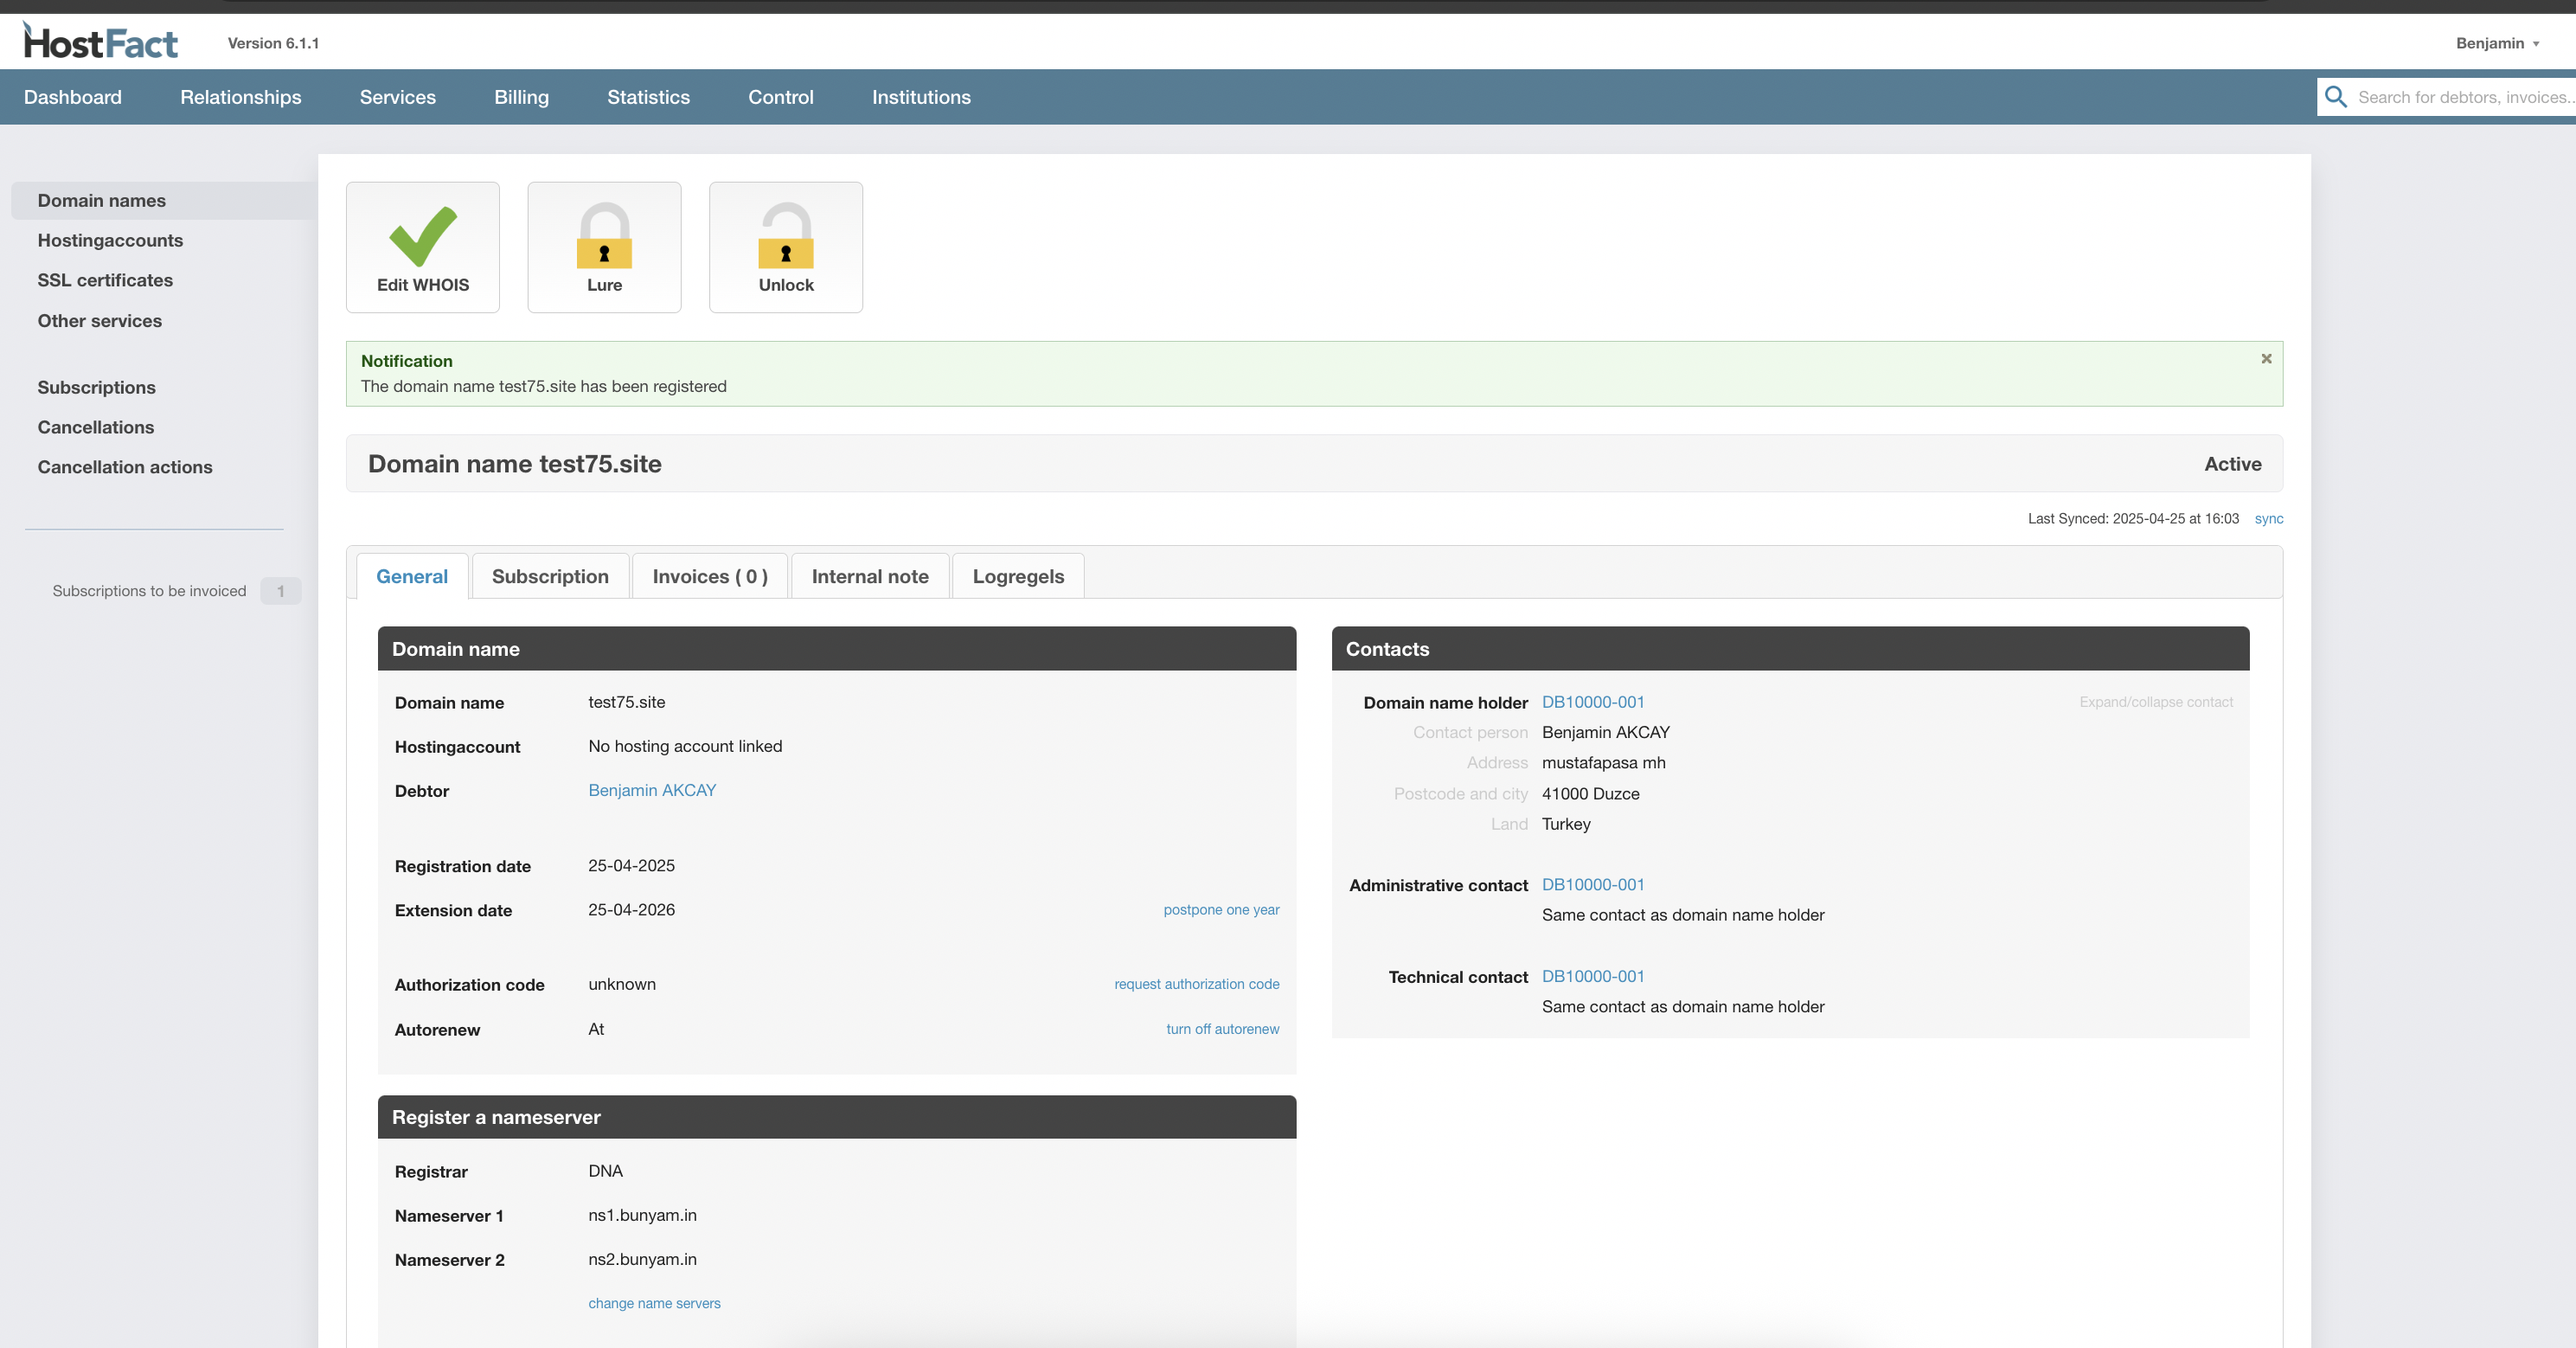 HostFact
Version 6.1.1
Benjamin
Dashboard
Relationships
Services
Billing
Statistics
Control
Institutions
Search for debtors, invoices..
Domain names
Hostingaccounts
SSL certificates
Other services
Subscriptions
Cancellations
Cancellation actions
Subscriptions to be invoiced 1
Edit WHOIS
Lure
Unlock
Notification
The domain name test75.site has been registered
Domain name test75.site
Active
Last Synced: 2025-04-25 at 16:03 sync
General
Subscription
Invoices ( 0 )
Internal note
Logregels
Domain name
Domain name test75.site
Hostingaccount No hosting account linked
Debtor Benjamin AKCAY
Registration date 25-04-2025
Extension date 25-04-2026 postpone one year
Authorization code unknown request authorization code
Autorenew At turn off autorenew
Register a nameserver
Registrar DNA
Nameserver 1 ns1.bunyam.in
Nameserver 2 ns2.bunyam.in
change name servers
Contacts
Domain name holder DB10000-001 Expand/collapse contact
Contact person Benjamin AKCAY
Address mustafapasa mh
Postcode and city 41000 Duzce
Land Turkey
Administrative contact DB10000-001
Same contact as domain name holder
Technical contact DB10000-001
Same contact as domain name holder